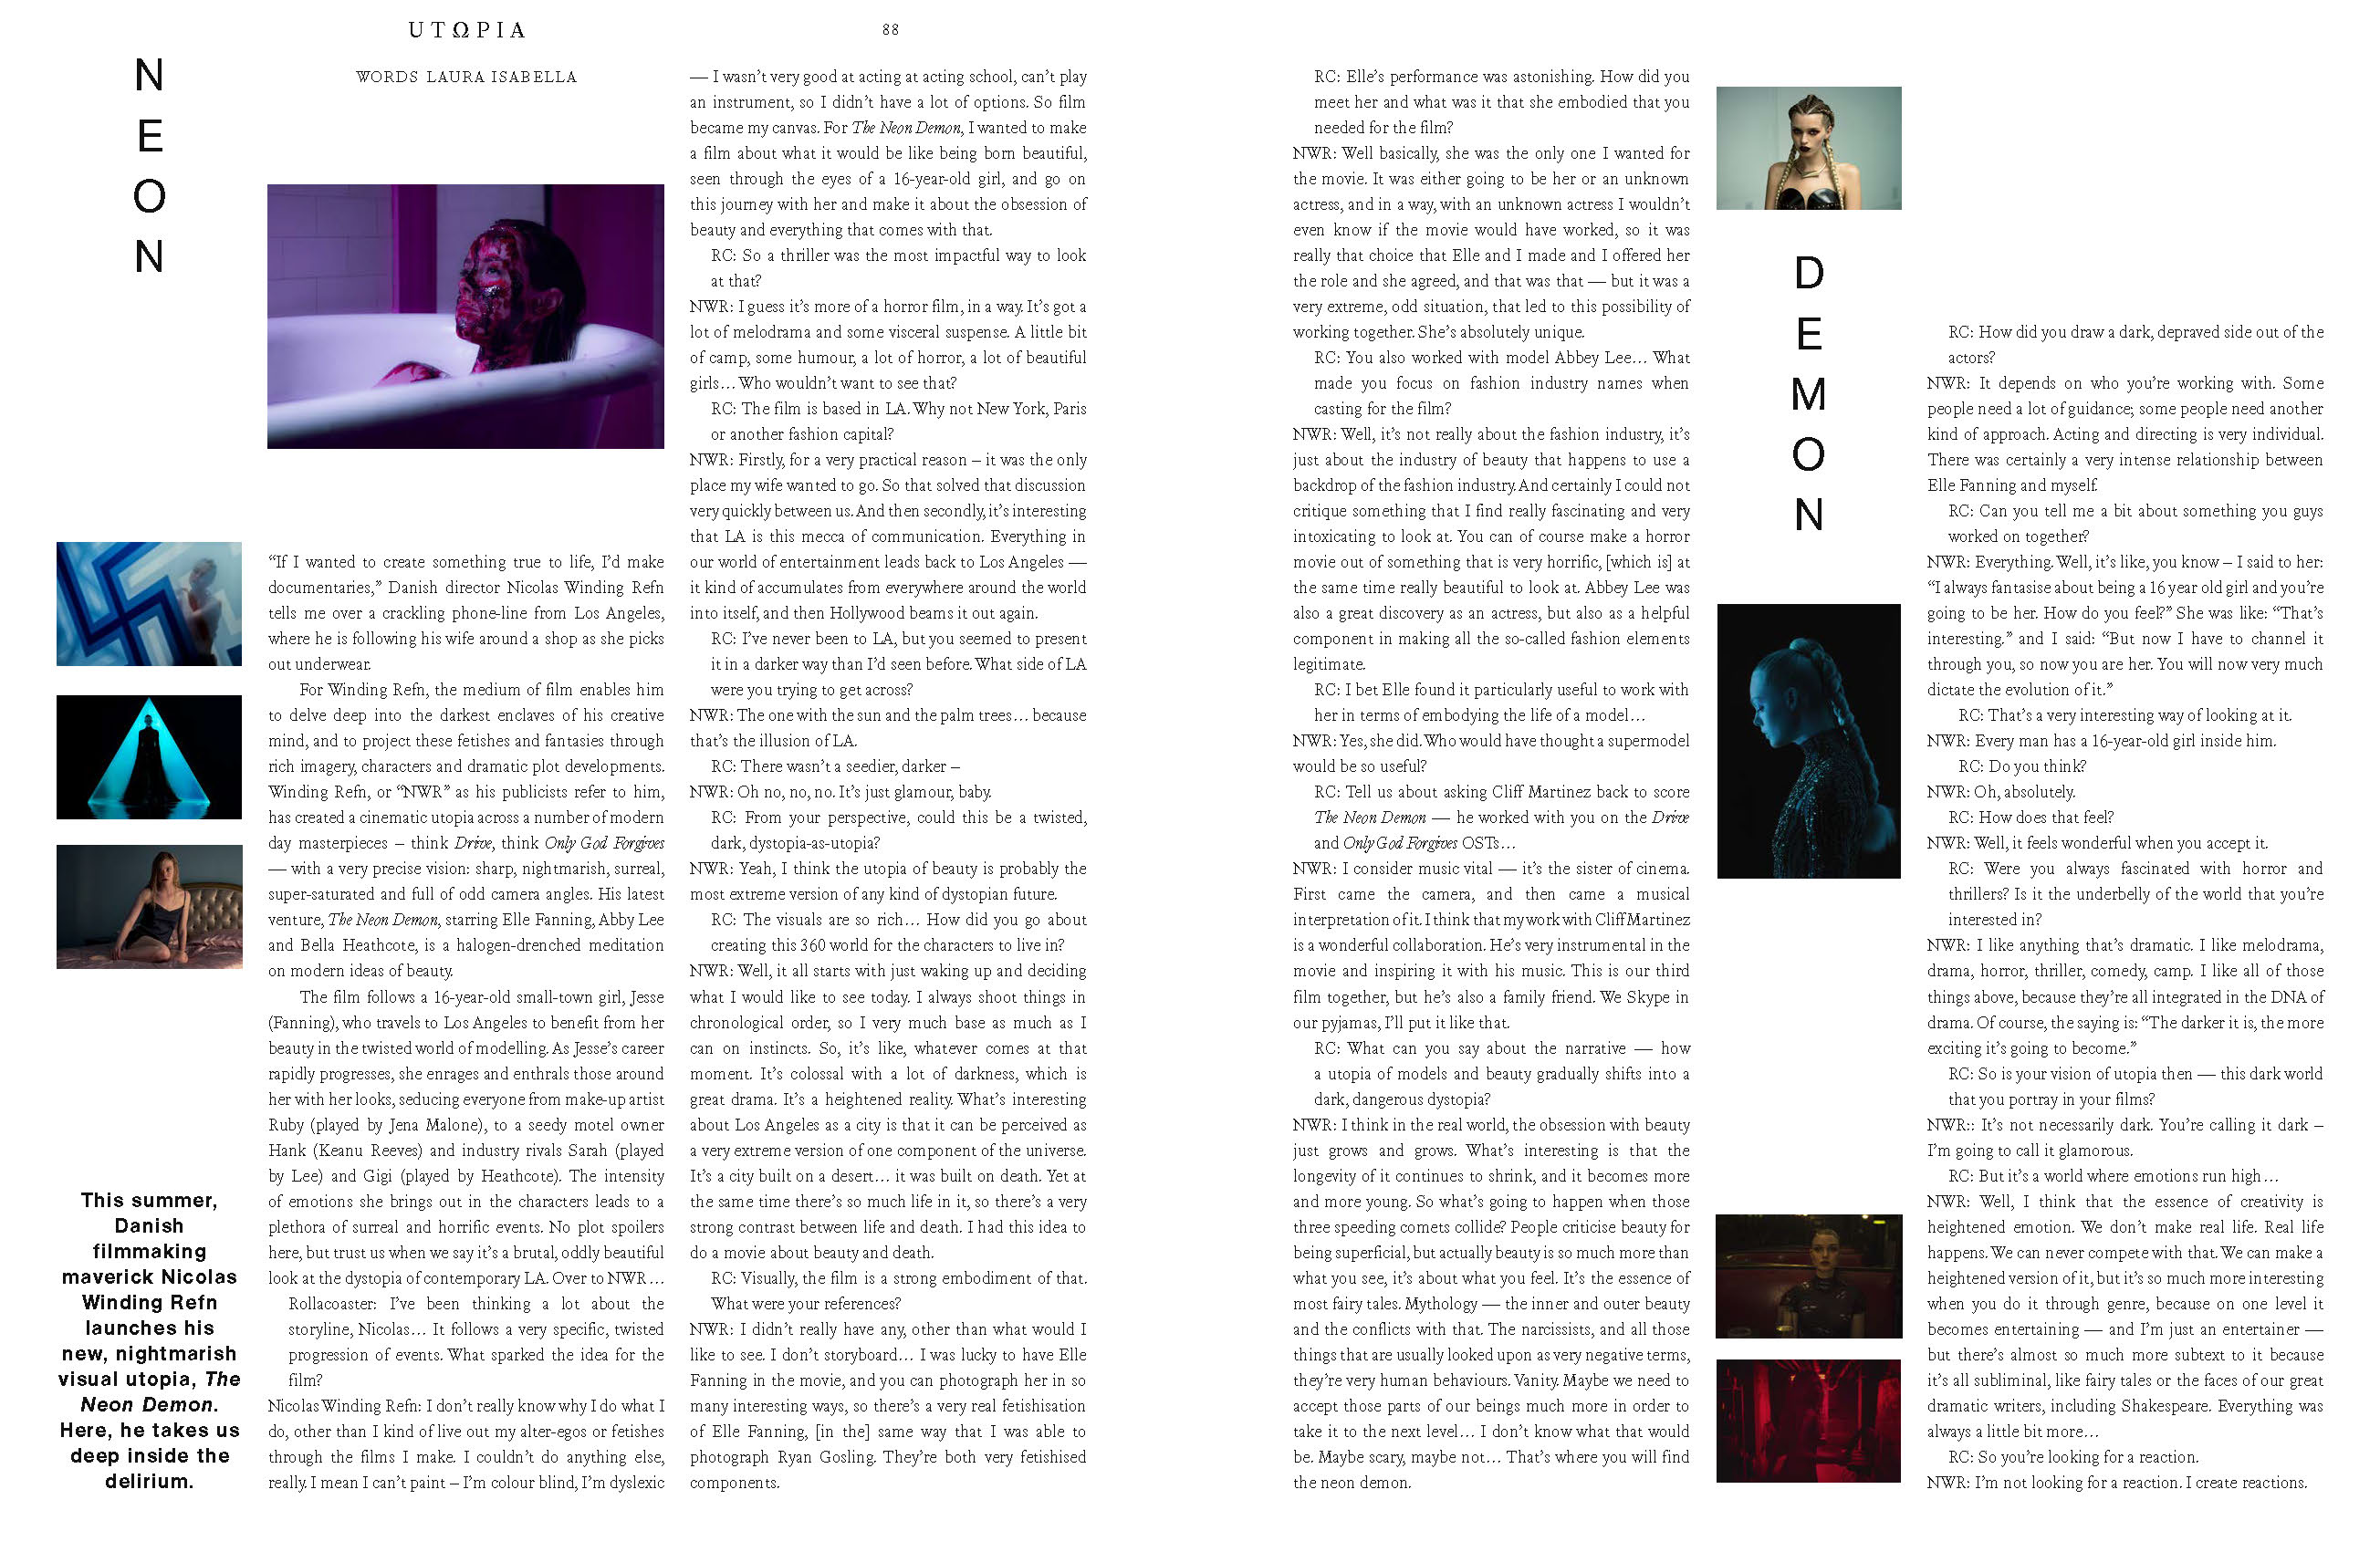 UTΩPIA
88
N
E
O
N
WORDS LAURA ISABELLA
This summer,
Danish
filmmaking
maverick Nicolas
Winding Refn
launches his
new, nightmarish
visual utopia, The
Neon Demon.
Here, he takes us
deep inside the
delirium.
“If I wanted to create something true to life, I’d make
documentaries,” Danish director Nicolas Winding Refn
tells me over a crackling phone-line from Los Angeles,
where he is following his wife around a shop as she picks
out underwear.
For Winding Refn, the medium of film enables him
to delve deep into the darkest enclaves of his creative
mind, and to project these fetishes and fantasies through
rich imagery, characters and dramatic plot developments.
Winding Refn, or “NWR” as his publicists refer to him,
has created a cinematic utopia across a number of modern
day masterpieces – think Drive, think Only God Forgives
— with a very precise vision: sharp, nightmarish, surreal,
super-saturated and full of odd camera angles. His latest
venture, The Neon Demon, starring Elle Fanning, Abby Lee
and Bella Heathcote, is a halogen-drenched meditation
on modern ideas of beauty.
The film follows a 16-year-old small-town girl, Jesse
(Fanning), who travels to Los Angeles to benefit from her
beauty in the twisted world of modelling. As Jesse’s career
rapidly progresses, she enrages and enthrals those around
her with her looks, seducing everyone from make-up artist
Ruby (played by Jena Malone), to a seedy motel owner
Hank (Keanu Reeves) and industry rivals Sarah (played
by Lee) and Gigi (played by Heathcote). The intensity
of emotions she brings out in the characters leads to a
plethora of surreal and horrific events. No plot spoilers
here, but trust us when we say it’s a brutal, oddly beautiful
look at the dystopia of contemporary LA. Over to NWR…
Rollacoaster: I’ve been thinking a lot about the
storyline, Nicolas… It follows a very specific, twisted
progression of events. What sparked the idea for the
film?
Nicolas Winding Refn: I don’t really know why I do what I
do, other than I kind of live out my alter-egos or fetishes
through the films I make. I couldn’t do anything else,
really. I mean I can’t paint – I’m colour blind, I’m dyslexic
— I wasn’t very good at acting at acting school, can’t play
an instrument, so I didn’t have a lot of options. So film
became my canvas. For The Neon Demon, I wanted to make
a film about what it would be like being born beautiful,
seen through the eyes of a 16-year-old girl, and go on
this journey with her and make it about the obsession of
beauty and everything that comes with that.
RC: So a thriller was the most impactful way to look
at that?
NWR: I guess it’s more of a horror film, in a way. It’s got a
lot of melodrama and some visceral suspense. A little bit
of camp, some humour, a lot of horror, a lot of beautiful
girls… Who wouldn’t want to see that?
RC: The film is based in LA. Why not New York, Paris
or another fashion capital?
NWR: Firstly, for a very practical reason – it was the only
place my wife wanted to go. So that solved that discussion
very quickly between us. And then secondly, it’s interesting
that LA is this mecca of communication. Everything in
our world of entertainment leads back to Los Angeles —
it kind of accumulates from everywhere around the world
into itself, and then Hollywood beams it out again.
RC: I’ve never been to LA, but you seemed to present
it in a darker way than I’d seen before. What side of LA
were you trying to get across?
NWR: The one with the sun and the palm trees… because
that’s the illusion of LA.
RC: There wasn’t a seedier, darker –
NWR: Oh no, no, no. It’s just glamour, baby.
RC: From your perspective, could this be a twisted,
dark, dystopia-as-utopia?
NWR: Yeah, I think the utopia of beauty is probably the
most extreme version of any kind of dystopian future.
RC: The visuals are so rich… How did you go about
creating this 360 world for the characters to live in?
NWR: Well, it all starts with just waking up and deciding
what I would like to see today. I always shoot things in
chronological order, so I very much base as much as I
can on instincts. So, it’s like, whatever comes at that
moment. It’s colossal with a lot of darkness, which is
great drama. It’s a heightened reality. What’s interesting
about Los Angeles as a city is that it can be perceived as
a very extreme version of one component of the universe.
It’s a city built on a desert… it was built on death. Yet at
the same time there’s so much life in it, so there’s a very
strong contrast between life and death. I had this idea to
do a movie about beauty and death.
RC: Visually, the film is a strong embodiment of that.
What were your references?
NWR: I didn’t really have any, other than what would I
like to see. I don’t storyboard… I was lucky to have Elle
Fanning in the movie, and you can photograph her in so
many interesting ways, so there’s a very real fetishisation
of Elle Fanning, [in the] same way that I was able to
photograph Ryan Gosling. They’re both very fetishised
components.
RC: Elle’s performance was astonishing. How did you
meet her and what was it that she embodied that you
needed for the film?
NWR: Well basically, she was the only one I wanted for
the movie. It was either going to be her or an unknown
actress, and in a way, with an unknown actress I wouldn’t
even know if the movie would have worked, so it was
really that choice that Elle and I made and I offered her
the role and she agreed, and that was that — but it was a
very extreme, odd situation, that led to this possibility of
working together. She’s absolutely unique.
RC: You also worked with model Abbey Lee… What
made you focus on fashion industry names when
casting for the film?
NWR: Well, it’s not really about the fashion industry, it’s
just about the industry of beauty that happens to use a
backdrop of the fashion industry. And certainly I could not
critique something that I find really fascinating and very
intoxicating to look at. You can of course make a horror
movie out of something that is very horrific, [which is] at
the same time really beautiful to look at. Abbey Lee was
also a great discovery as an actress, but also as a helpful
component in making all the so-called fashion elements
legitimate.
RC: I bet Elle found it particularly useful to work with
her in terms of embodying the life of a model…
NWR: Yes, she did. Who would have thought a supermodel
would be so useful?
RC: Tell us about asking Cliff Martinez back to score
The Neon Demon — he worked with you on the Drive
and Only God Forgives OSTs…
NWR: I consider music vital — it’s the sister of cinema.
First came the camera, and then came a musical
interpretation of it. I think that my work with Cliff Martinez
is a wonderful collaboration. He’s very instrumental in the
movie and inspiring it with his music. This is our third
film together, but he’s also a family friend. We Skype in
our pyjamas, I’ll put it like that.
RC: What can you say about the narrative — how
a utopia of models and beauty gradually shifts into a
dark, dangerous dystopia?
NWR: I think in the real world, the obsession with beauty
just grows and grows. What’s interesting is that the
longevity of it continues to shrink, and it becomes more
and more young. So what’s going to happen when those
three speeding comets collide? People criticise beauty for
being superficial, but actually beauty is so much more than
what you see, it’s about what you feel. It’s the essence of
most fairy tales. Mythology — the inner and outer beauty
and the conflicts with that. The narcissists, and all those
things that are usually looked upon as very negative terms,
they’re very human behaviours. Vanity. Maybe we need to
accept those parts of our beings much more in order to
take it to the next level… I don’t know what that would
be. Maybe scary, maybe not… That’s where you will find
the neon demon.
D
E
M
O
N
RC: How did you draw a dark, depraved side out of the
actors?
NWR: It depends on who you’re working with. Some
people need a lot of guidance; some people need another
kind of approach. Acting and directing is very individual.
There was certainly a very intense relationship between
Elle Fanning and myself.
RC: Can you tell me a bit about something you guys
worked on together?
NWR: Everything. Well, it’s like, you know – I said to her:
“I always fantasise about being a 16 year old girl and you’re
going to be her. How do you feel?” She was like: “That’s
interesting.” and I said: “But now I have to channel it
through you, so now you are her. You will now very much
dictate the evolution of it.”
RC: That’s a very interesting way of looking at it.
NWR: Every man has a 16-year-old girl inside him.
RC: Do you think?
NWR: Oh, absolutely.
RC: How does that feel?
NWR: Well, it feels wonderful when you accept it.
RC: Were you always fascinated with horror and
thrillers? Is it the underbelly of the world that you’re
interested in?
NWR: I like anything that’s dramatic. I like melodrama,
drama, horror, thriller, comedy, camp. I like all of those
things above, because they’re all integrated in the DNA of
drama. Of course, the saying is: “The darker it is, the more
exciting it’s going to become.”
RC: So is your vision of utopia then — this dark world
that you portray in your films?
NWR:: It’s not necessarily dark. You’re calling it dark –
I’m going to call it glamorous.
RC: But it’s a world where emotions run high…
NWR: Well, I think that the essence of creativity is
heightened emotion. We don’t make real life. Real life
happens. We can never compete with that. We can make a
heightened version of it, but it’s so much more interesting
when you do it through genre, because on one level it
becomes entertaining — and I’m just an entertainer —
but there’s almost so much more subtext to it because
it’s all subliminal, like fairy tales or the faces of our great
dramatic writers, including Shakespeare. Everything was
always a little bit more…
RC: So you’re looking for a reaction.
NWR: I’m not looking for a reaction. I create reactions.